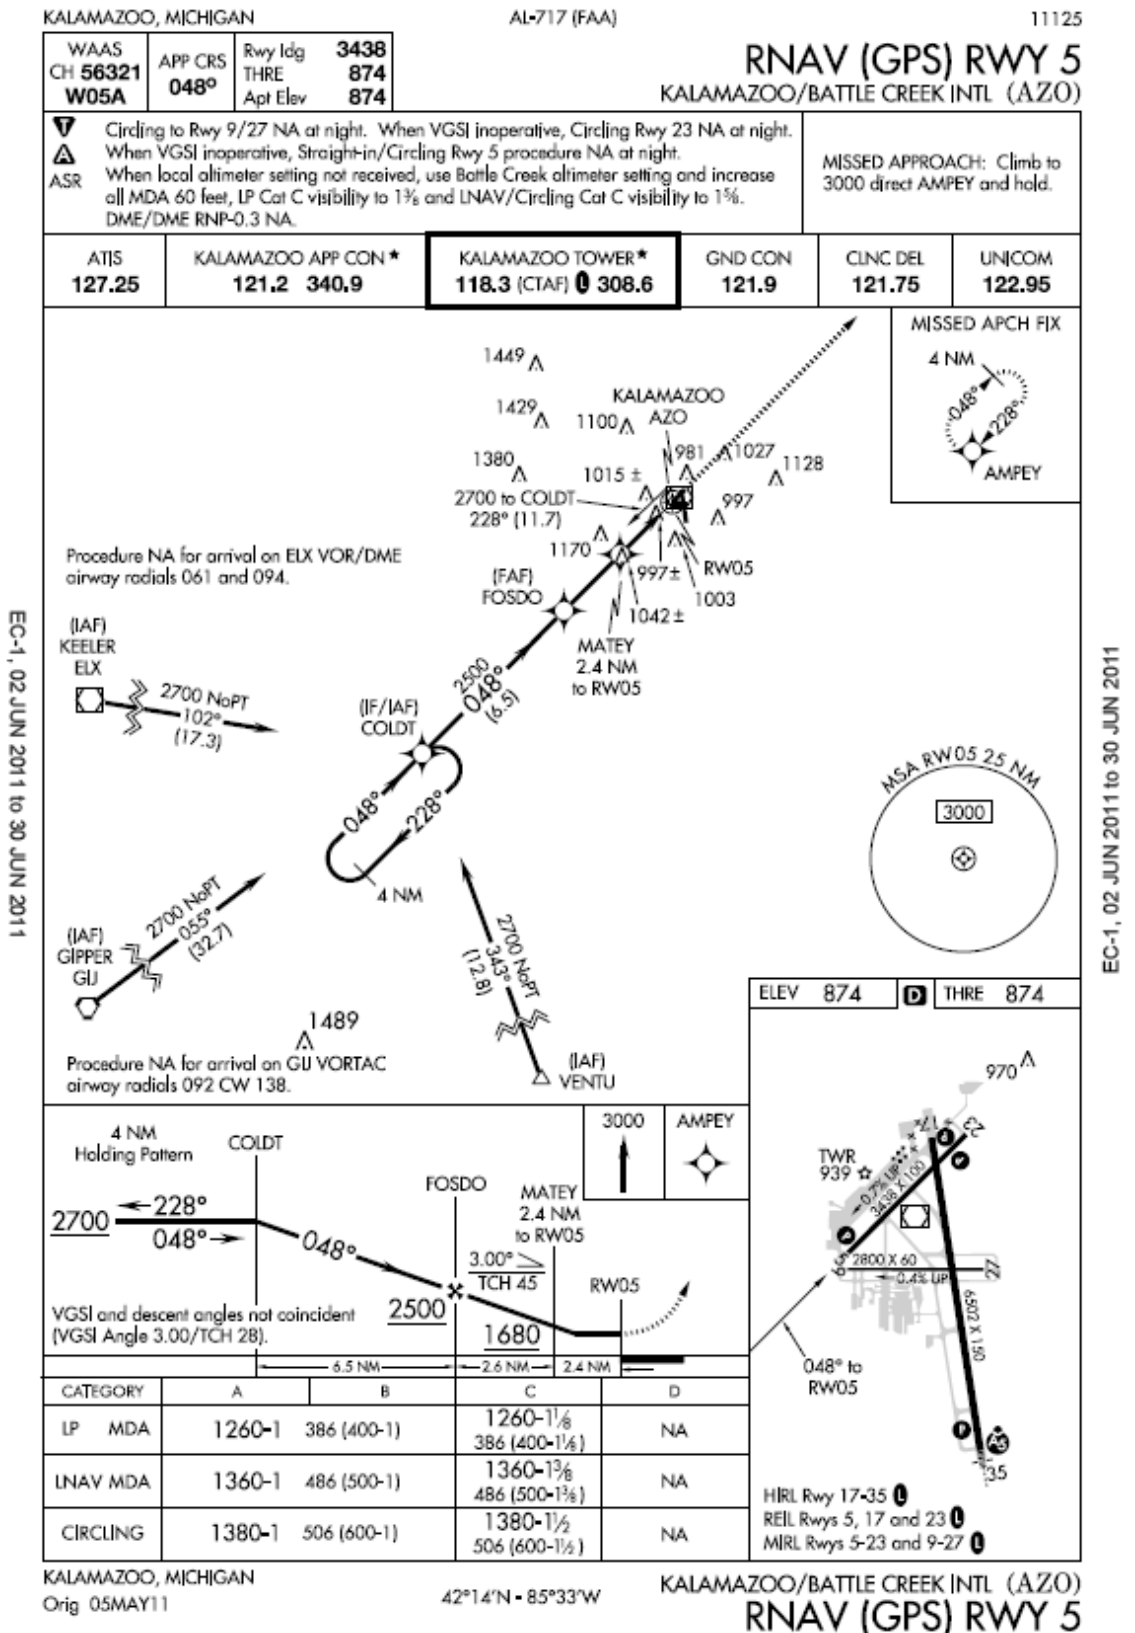 KALAMAZOO, MICHIGAN
AL-717 (FAA)
11125
WAAS
CH 56321
W05A
APP CRS
048°
Rwy ldg 3438
THRE 874
Apt Elev 874
RNAV (GPS) RWY 5
KALAMAZOO/BATTLE CREEK INTL (AZO)
T
A
ASR
Circling to Rwy 9/27 NA at night. When VGSI inoperative, Circling Rwy 23 NA at night.
When VGSI inoperative, Straight-in/Circling Rwy 5 procedure NA at night.
When local altimeter setting not received, use Battle Creek altimeter setting and increase
all MDA 60 feet, LP Cat C visibility to 1⅜ and LNAV/Circling Cat C visibility to 1⅝.
DME/DME RNP-0.3 NA.
MISSED APPROACH: Climb to
3000 direct AMPEY and hold.
ATIS
127.25
KALAMAZOO APP CON★
121.2 340.9
KALAMAZOO TOWER★
118.3 (CTAF) L 308.6
GND CON
121.9
CLNC DEL
121.75
UNICOM
122.95
MISSED APCH FIX
4 NM
048°
228°
AMPEY
1449
1429
1100
KALAMAZOO
AZO
1380
981
1027
1128
1015 ±
2700 to COLDT
228° (11.7)
997
1170
RW05
997±
1003
1042 ±
Procedure NA for arrival on ELX VOR/DME
airway radials 061 and 094.
(FAF)
FOSDO
MATEY
2.4 NM
to RW05
(IAF)
KEELER
ELX
2700 NoPT
102°
(17.3)
2500
048°
(6.5)
(IF/IAF)
COLDT
048°
228°
4 NM
MSA RW05 25 NM
3000
(IAF)
GIPPER
GIJ
2700 NoPT
055°
(32.7)
2700 NoPT
343°
(12.8)
(IAF)
VENTU
1489
Procedure NA for arrival on GIJ VORTAC
airway radials 092 CW 138.
ELEV 874
D
THRE 874
970
TWR
939
17
23
0.7% UP
3438 X 100
5
9
2800 X 60
0.4% UP
27
6502 X 150
048° to
RW05
P
A5
35
HIRL Rwy 17-35 L
REIL Rwys 5, 17 and 23 L
MIRL Rwys 5-23 and 9-27 L
4 NM
Holding Pattern
COLDT
FOSDO
MATEY
2.4 NM
to RW05
3000
AMPEY
2700
228°
048°
048°
3.00°
TCH 45
RW05
2500
1680
VGSI and descent angles not coincident
(VGSI Angle 3.00/TCH 28).
6.5 NM
2.6 NM
2.4 NM
CATEGORY A B C D
LP MDA 1260-1 386 (400-1) 1260-1⅛ 386 (400-1⅛) NA
LNAV MDA 1360-1 486 (500-1) 1360-1⅜ 486 (500-1⅜) NA
CIRCLING 1380-1 506 (600-1) 1380-1½ 506 (600-1½) NA
KALAMAZOO, MICHIGAN
Orig 05MAY11
42°14'N - 85°33'W
KALAMAZOO/BATTLE CREEK INTL (AZO)
RNAV (GPS) RWY 5
EC-1, 02 JUN 2011 to 30 JUN 2011
EC-1, 02 JUN 2011 to 30 JUN 2011